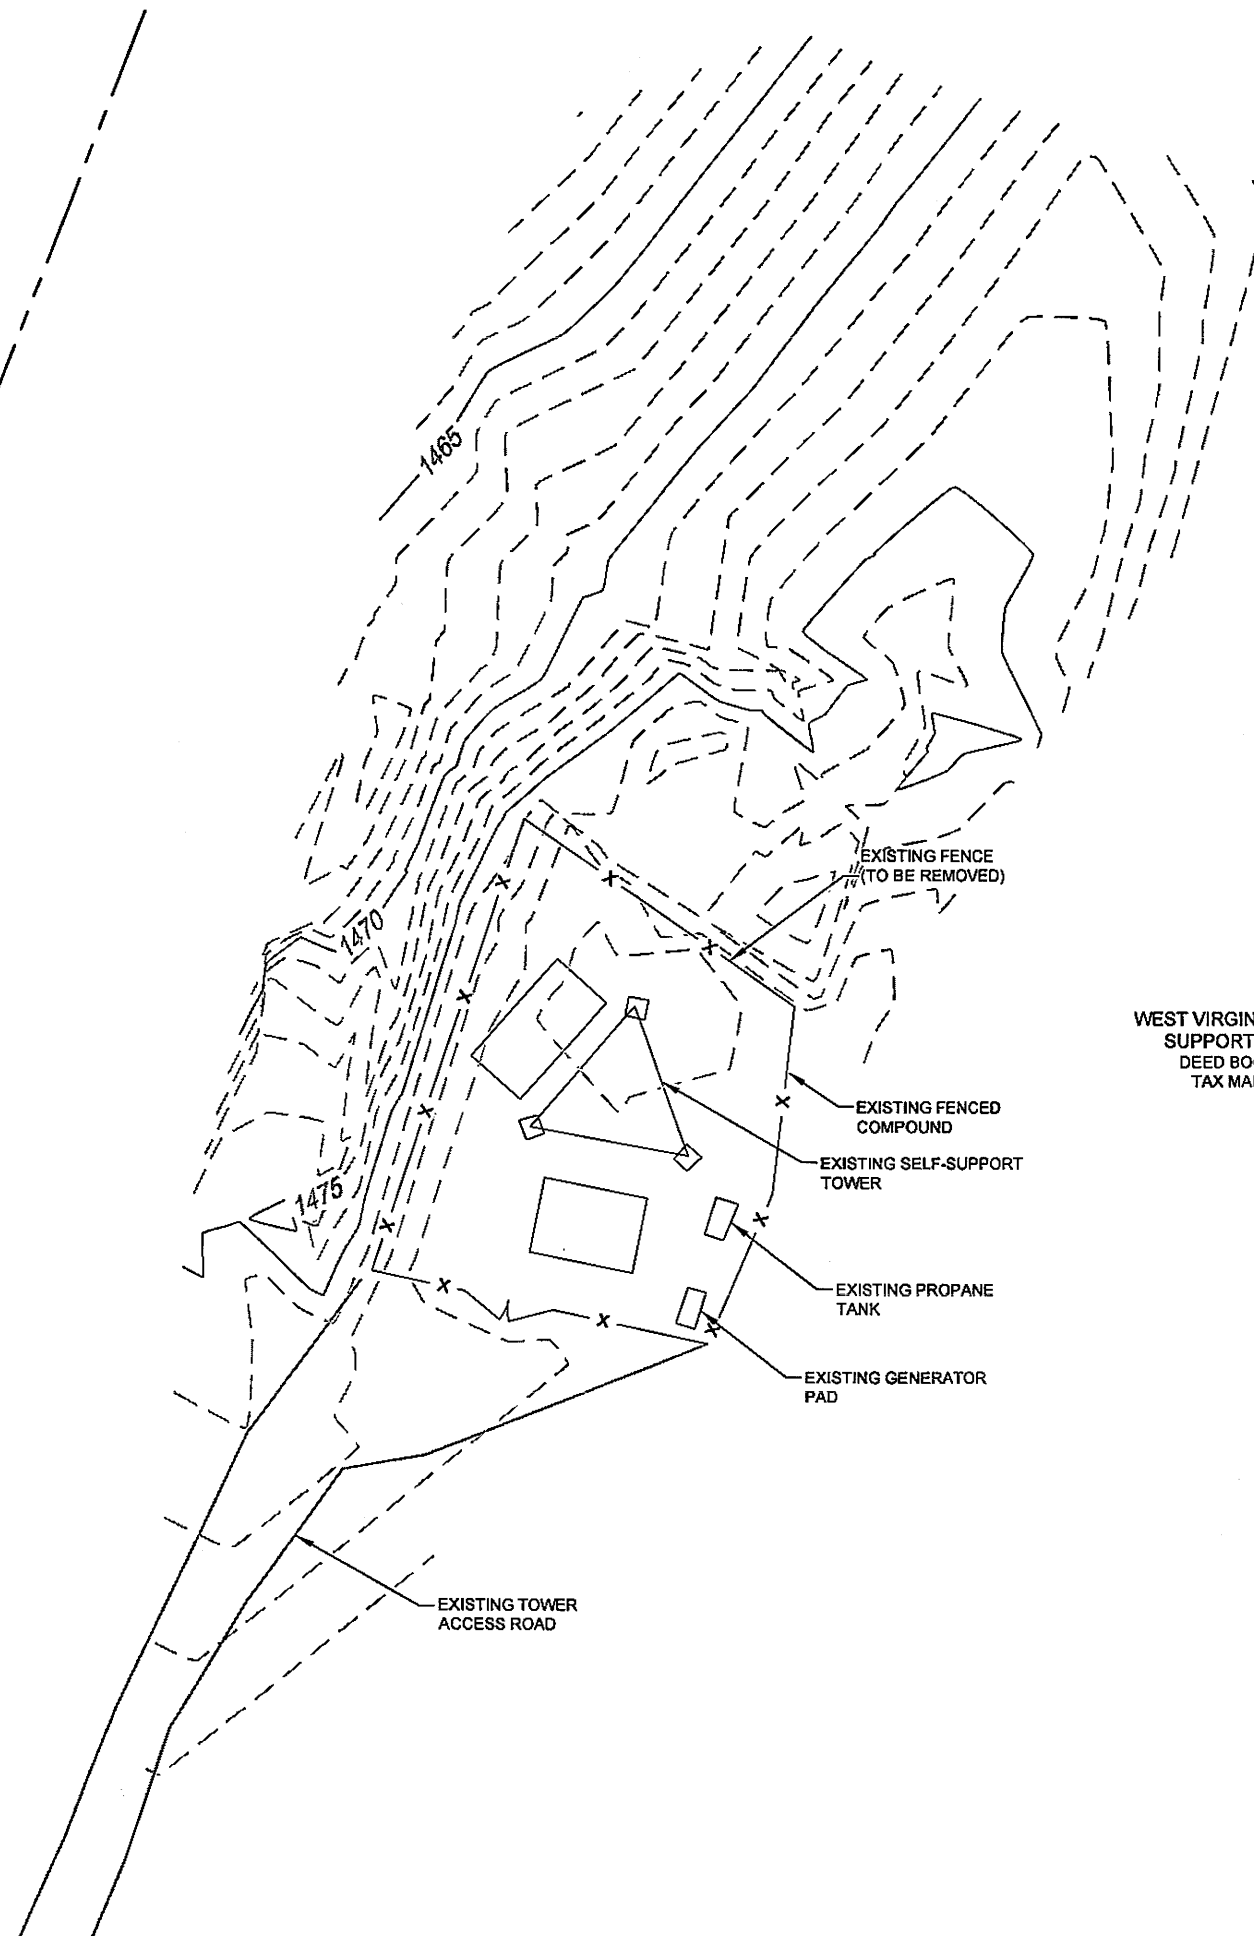 1465
EXISTING FENCE
(TO BE REMOVED)
1470
WEST VIRGIN
SUPPORT
DEED BO
TAX MA
EXISTING FENCED
COMPOUND
EXISTING SELF-SUPPORT
TOWER
1475
EXISTING PROPANE
TANK
EXISTING GENERATOR
PAD
EXISTING TOWER
ACCESS ROAD